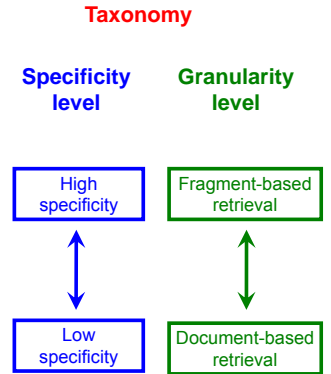 Taxonomy
Specificity
level
Granularity
level
High
specificity
Fragment-based
retrieval
Low
specificity
Document-based
retrieval